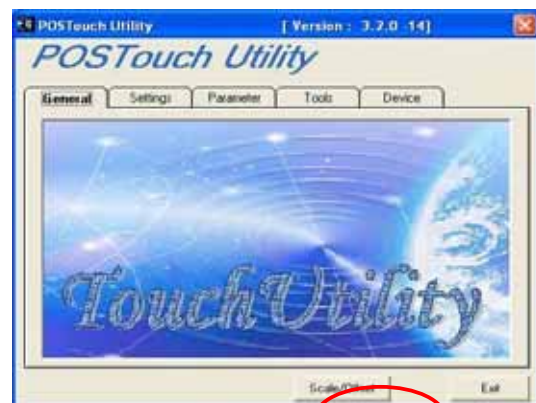 POSTouch Utility [ Version : 3.2.0 -14]
POSTouch Utility
General Settings Parameter Tools Device
TouchUtility
Scale/Offset Exit